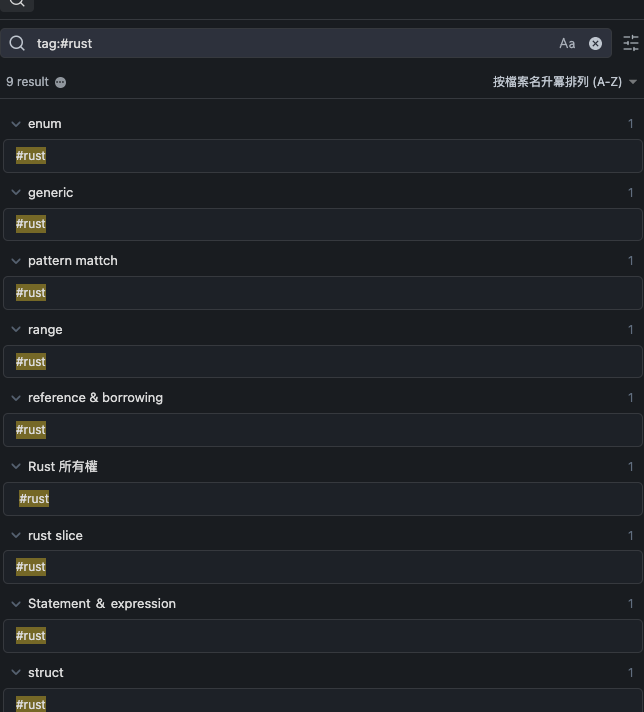 tag:#rust Aa
9 result 按檔案名升冪排列 (A-Z)
enum 1
#rust
generic 1
#rust
pattern mattch 1
#rust
range 1
#rust
reference & borrowing 1
#rust
Rust 所有權 1
#rust
rust slice 1
#rust
Statement & expression 1
#rust
struct 1
#rust